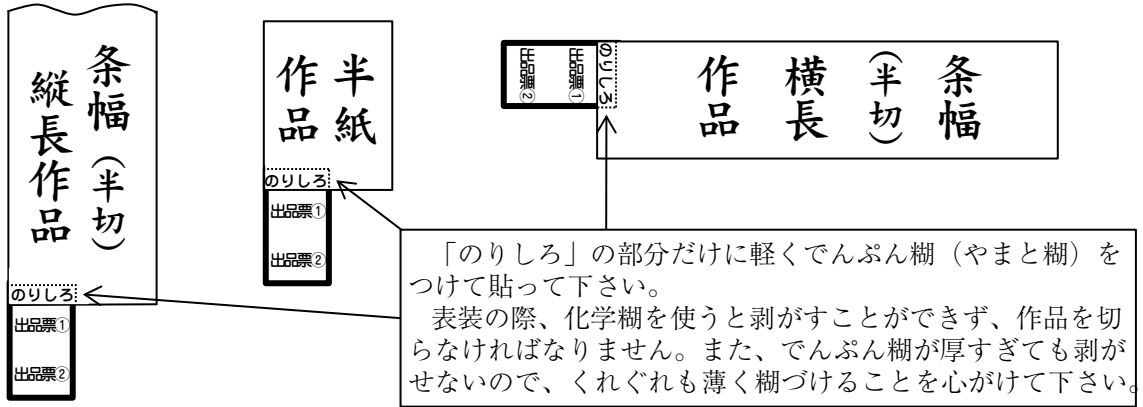 条幅（半切）
縦長作品
のりしろ
出品票①
出品票②
半紙
作品
のりしろ
出品票①
出品票②
条幅
（半切）
横長
作品
のりしろ
出品票①
出品票②
「のりしろ」の部分だけに軽くでんぷん糊（やまと糊）を
つけて貼って下さい。
表装の際、化学糊を使うと剥がすことができず、作品を切
らなければなりません。また、でんぷん糊が厚すぎても剥が
せないので、くれぐれも薄く糊づけることを心がけて下さい。